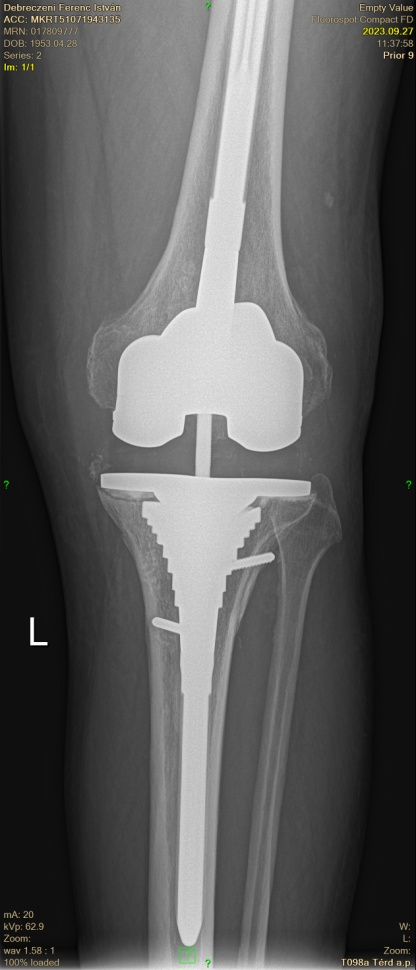 Debreczeni Ferenc István
ACC: MKRT51071943135
MRN: 017809777
DOB: 1953.04.28
Series: 2
Im: 1/1
Empty Value
Fluorospot Compact FD
2023.09.27
11:37:58
Prior 9
?
?
?
L
mA: 20
kVp: 62.9
Zoom:
wav 1.58 : 1
100% loaded
?
W:
L:
Zoom:
T098a Térd a.p.